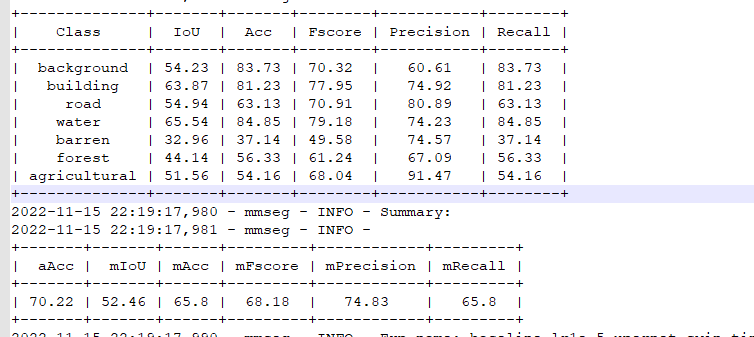 +--------------+-------+-------+--------+-----------+--------+
|    Class     |  IoU  |  Acc  | Fscore | Precision | Recall |
+--------------+-------+-------+--------+-----------+--------+
|  background  | 54.23 | 83.73 | 70.32  |   60.61   | 83.73  |
|   building   | 63.87 | 81.23 | 77.95  |   74.92   | 81.23  |
|     road     | 54.94 | 63.13 | 70.91  |   80.89   | 63.13  |
|    water     | 65.54 | 84.85 | 79.18  |   74.23   | 84.85  |
|    barren    | 32.96 | 37.14 | 49.58  |   74.57   | 37.14  |
|    forest    | 44.14 | 56.33 | 61.24  |   67.09   | 56.33  |
| agricultural | 51.56 | 54.16 | 68.04  |   91.47   | 54.16  |
+--------------+-------+-------+--------+-----------+--------+
2022-11-15 22:19:17,980 - mmseg - INFO - Summary:
2022-11-15 22:19:17,981 - mmseg - INFO -
+-------+-------+------+---------+------------+---------+
|  aAcc |  mIoU | mAcc | mFscore | mPrecision | mRecall |
+-------+-------+------+---------+------------+---------+
| 70.22 | 52.46 | 65.8 |  68.18  |   74.83    |   65.8  |
+-------+-------+------+---------+------------+---------+